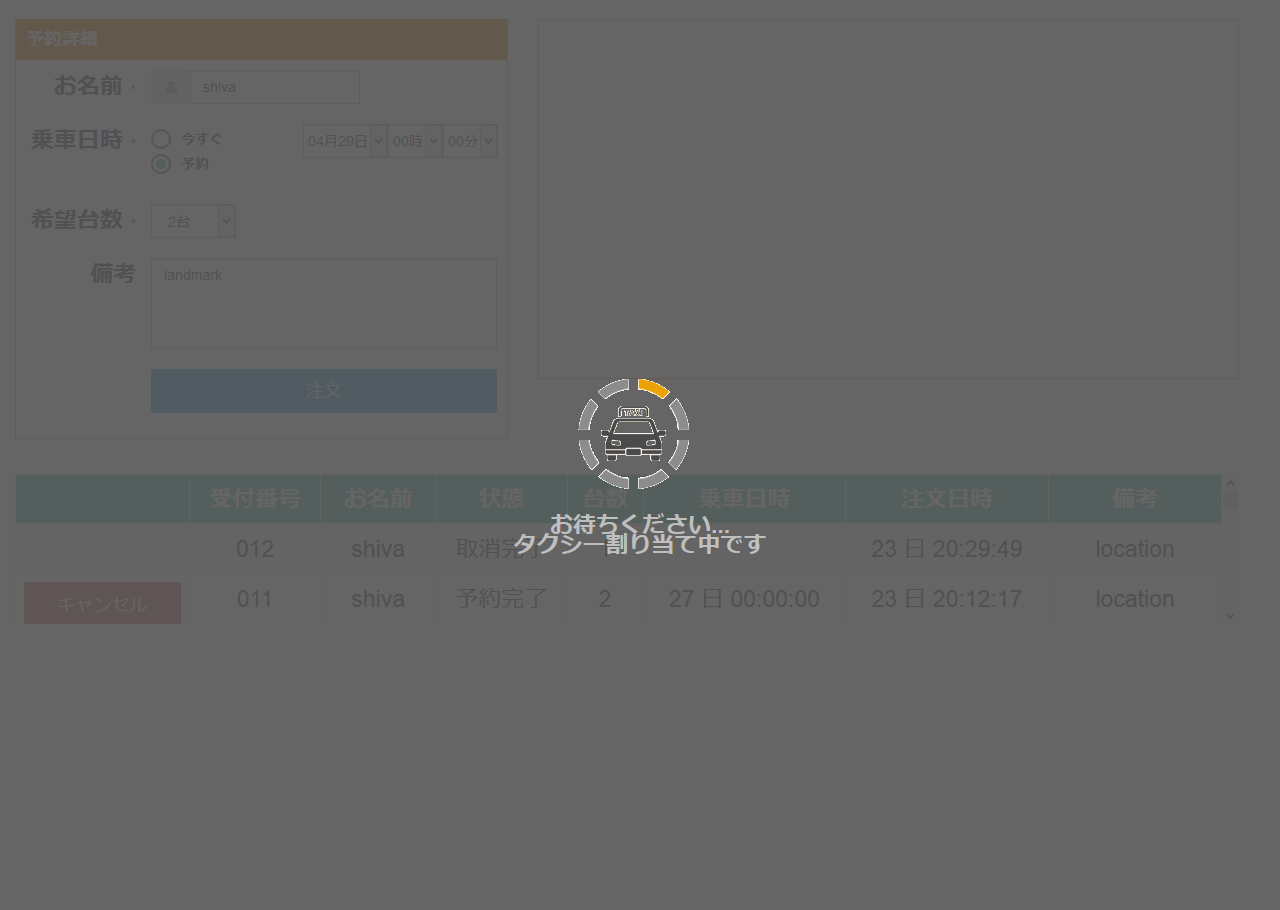 予約詳細
お名前 * shiva
乗車日時 * 今すぐ 04月29日 00時 00分
予約
希望台数 * 2台
備考 landmark
注文
TAXI
受付番号 お名前 状態 台数 乗車日時 注文日時 備考
お待ちください...
タクシー割り当て中です
012 shiva 取消完了 23 日 20:29:49 location
キャンセル 011 shiva 予約完了 2 27 日 00:00:00 23 日 20:12:17 location